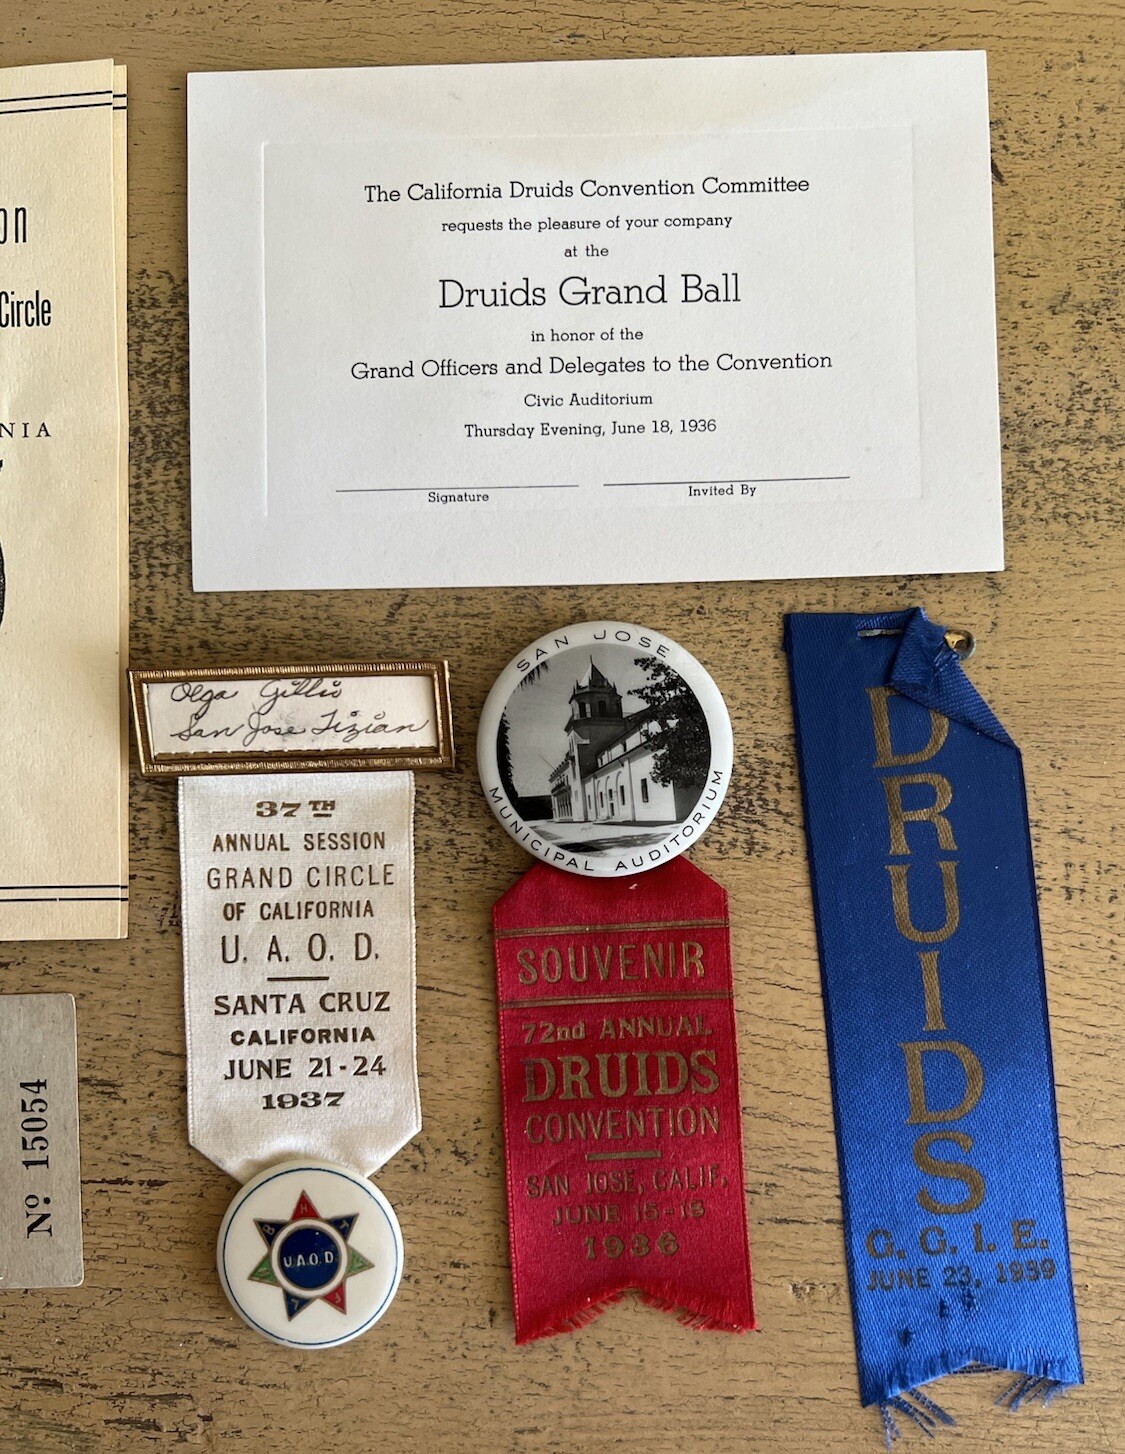 on
Circle
NIA
The California Druids Convention Committee
requests the pleasure of your company
at the
Druids Grand Ball
in honor of the
Grand Officers and Delegates to the Convention
Civic Auditorium
Thursday Evening, June 18, 1936
Signature
Invited By
Olga Gillio
San Jose Tizian
37TH
ANNUAL SESSION
GRAND CIRCLE
OF CALIFORNIA
U. A. O. D.
SANTA CRUZ
CALIFORNIA
JUNE 21-24
1937
U.A.O.D.
SAN JOSE
MUNICIPAL AUDITORIUM
SOUVENIR
72nd ANNUAL
DRUIDS
CONVENTION
SAN JOSE, CALIF.
JUNE 15-18
1936
DRUIDS
G. G. I. E.
JUNE 23, 1939
No. 15054